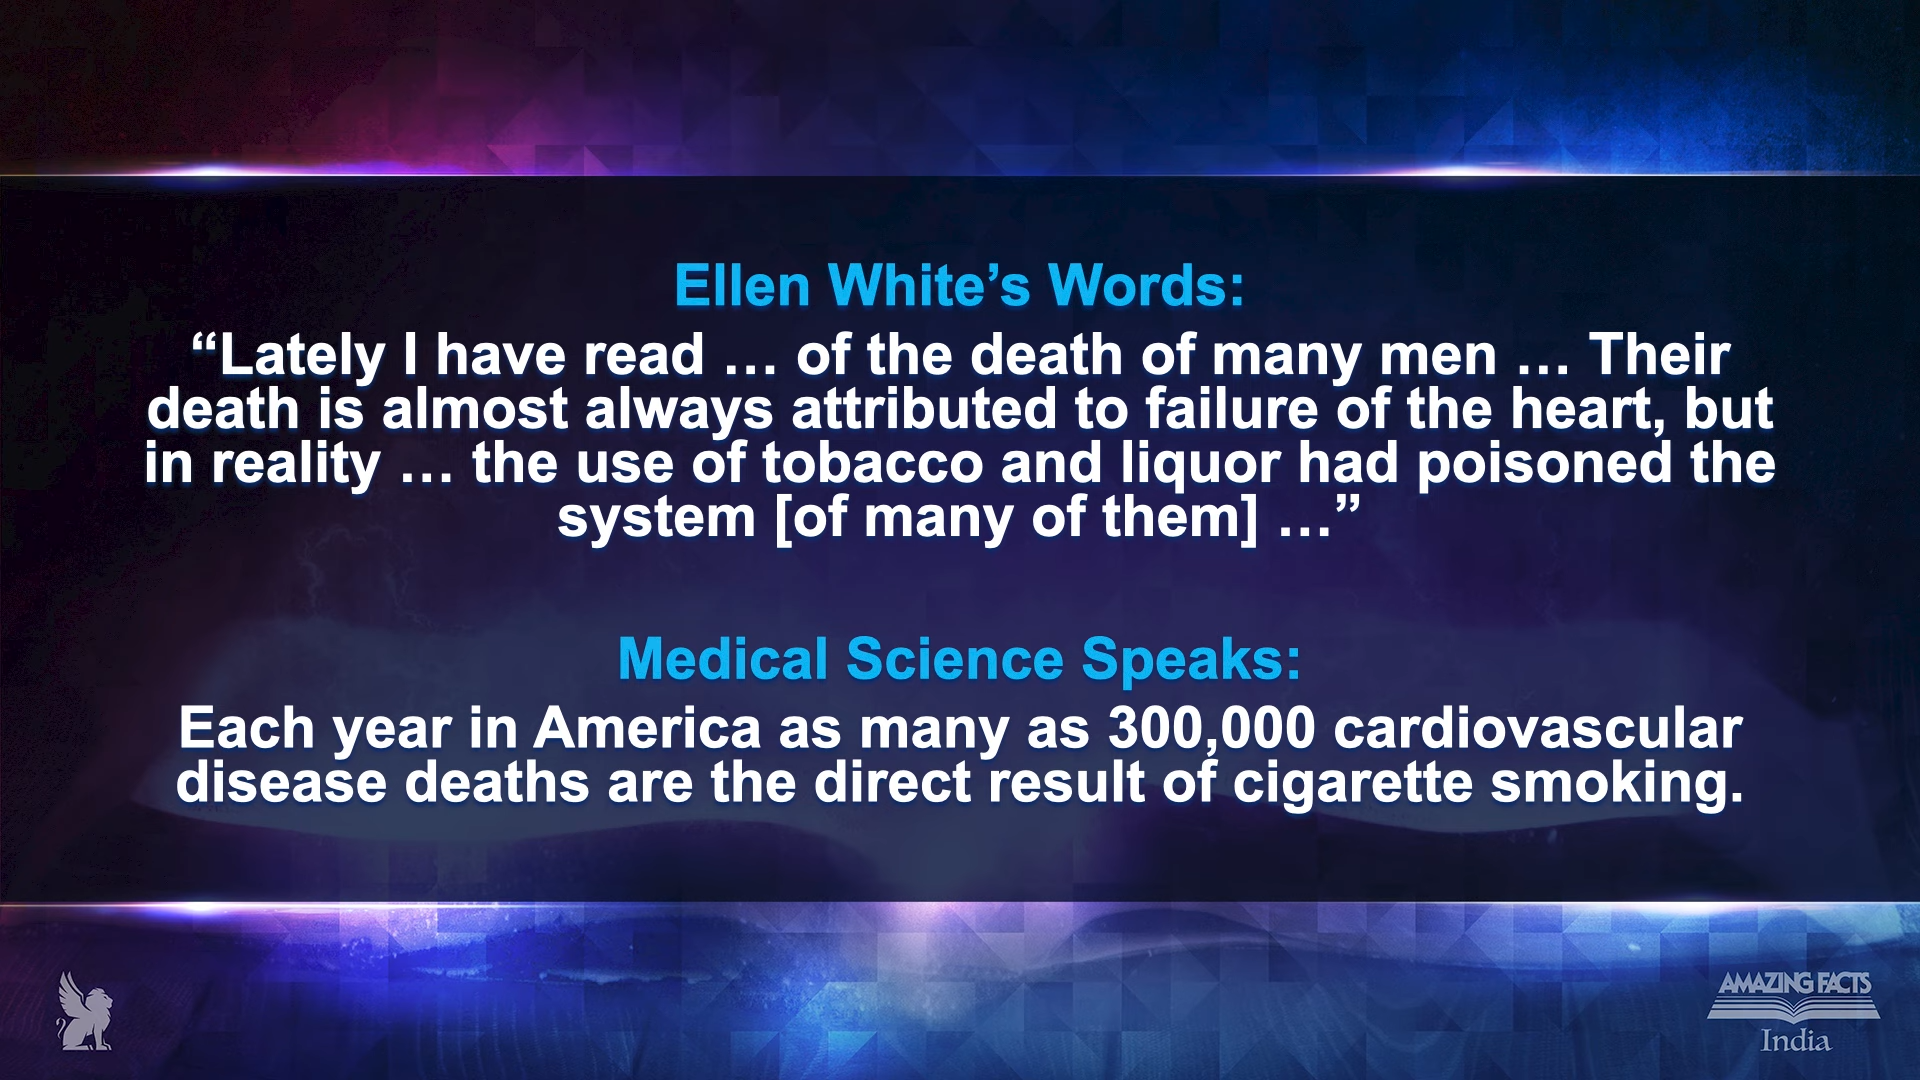 Ellen White’s Words:
“Lately I have read … of the death of many men … Their
death is almost always attributed to failure of the heart, but
in reality … the use of tobacco and liquor had poisoned the
system [of many of them] …”
Medical Science Speaks:
Each year in America as many as 300,000 cardiovascular
disease deaths are the direct result of cigarette smoking.
AMAZING FACTS
India